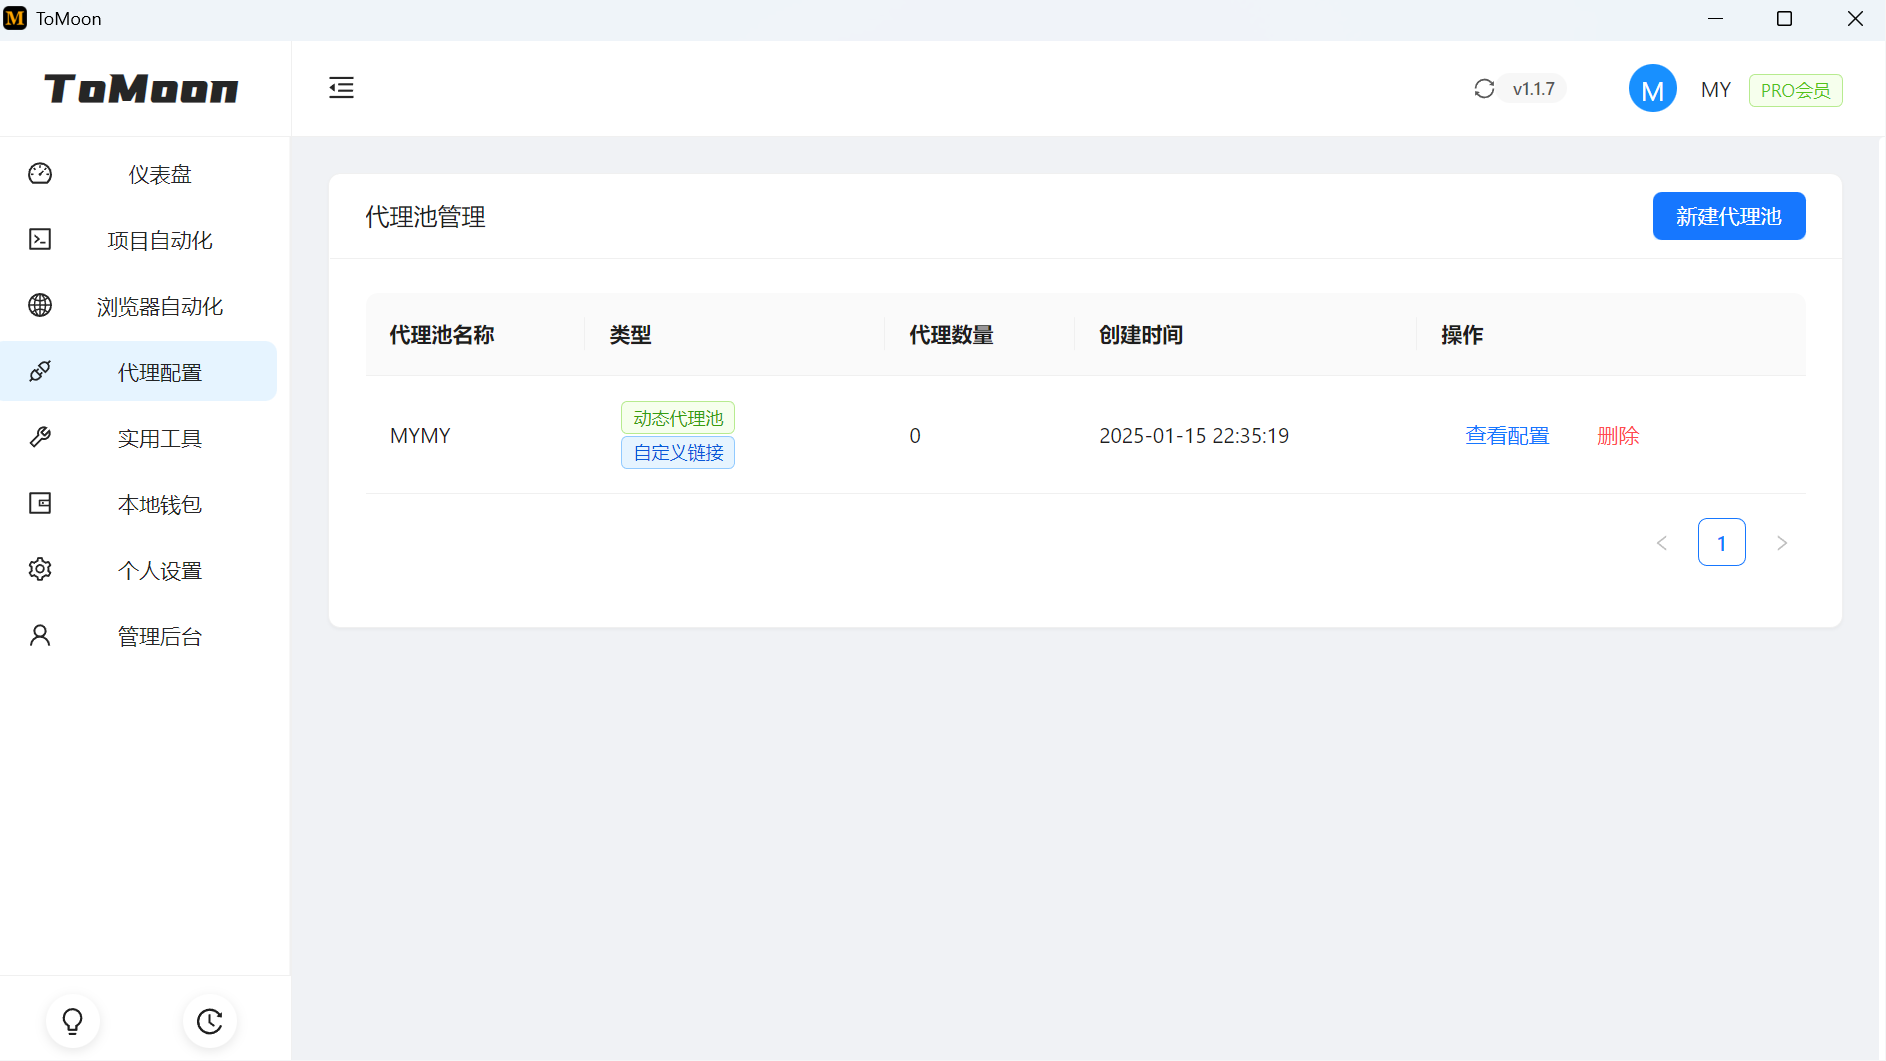 M ToMoon
ToMoon
v1.1.7
M MY PRO会员
仪表盘
项目自动化
浏览器自动化
代理配置
实用工具
本地钱包
个人设置
管理后台
代理池管理 新建代理池
代理池名称 类型 代理数量 创建时间 操作
MYMY 动态代理池 自定义链接 0 2025-01-15 22:35:19 查看配置 删除
1